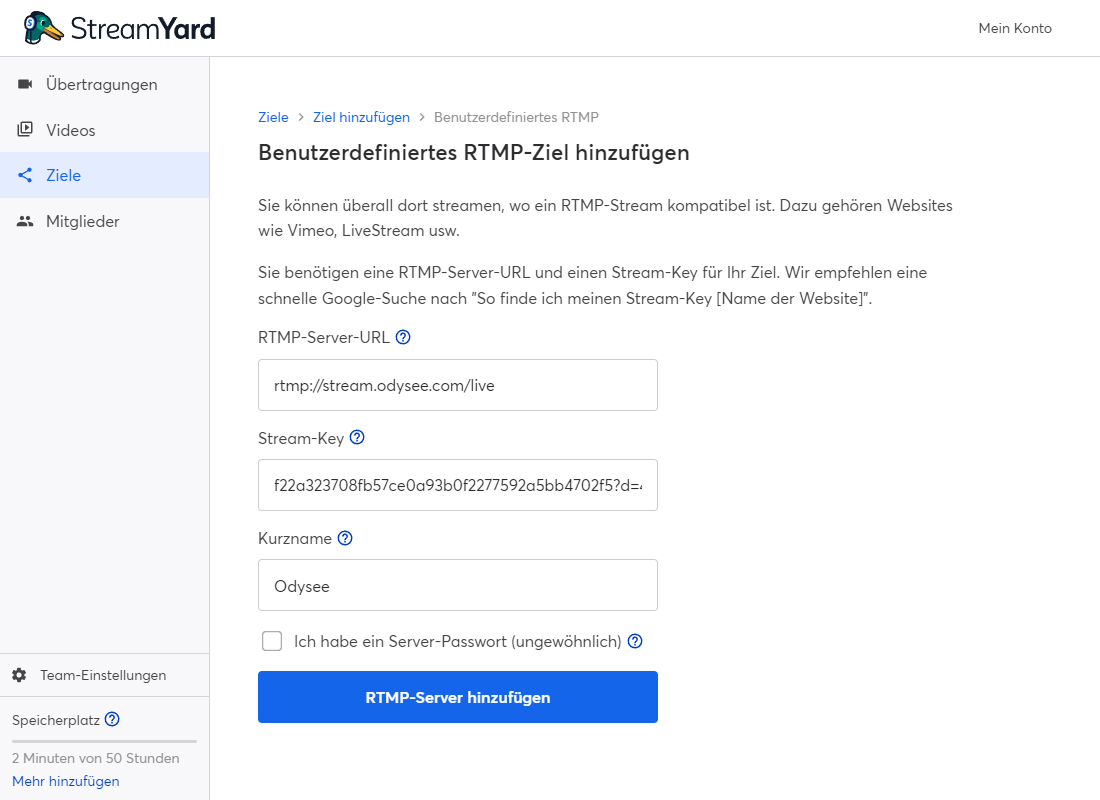 StreamYard
Mein Konto
Übertragungen
Videos
Ziele
Mitglieder
Ziele > Ziel hinzufügen > Benutzerdefiniertes RTMP
Benutzerdefiniertes RTMP-Ziel hinzufügen
Sie können überall dort streamen, wo ein RTMP-Stream kompatibel ist. Dazu gehören Websites
wie Vimeo, LiveStream usw.
Sie benötigen eine RTMP-Server-URL und einen Stream-Key für Ihr Ziel. Wir empfehlen eine
schnelle Google-Suche nach "So finde ich meinen Stream-Key [Name der Website]".
RTMP-Server-URL
rtmp://stream.odysee.com/live
Stream-Key
f22a323708fb57ce0a93b0f2277592a5bb4702f5?d=
Kurzname
Odysee
Ich habe ein Server-Passwort (ungewöhnlich)
RTMP-Server hinzufügen
Team-Einstellungen
Speicherplatz
2 Minuten von 50 Stunden
Mehr hinzufügen